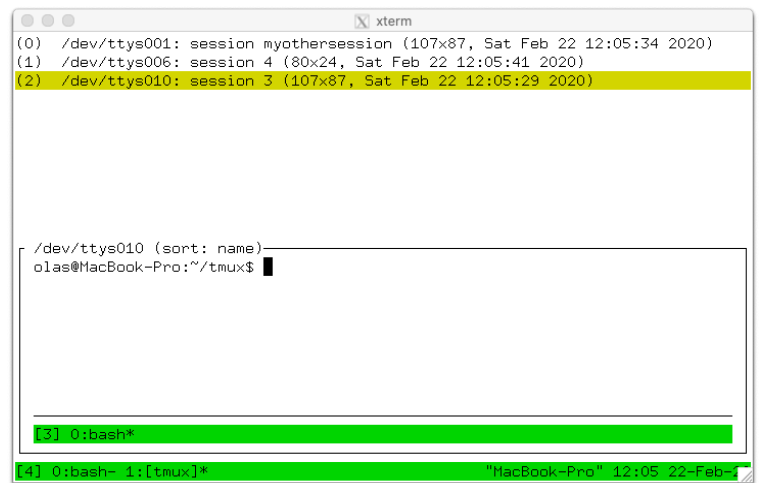 xterm
(0)  /dev/ttys001: session myothersession (107x87, Sat Feb 22 12:05:34 2020)
(1)  /dev/ttys006: session 4 (80x24, Sat Feb 22 12:05:41 2020)
(2)  /dev/ttys010: session 3 (107x87, Sat Feb 22 12:05:29 2020)
/dev/ttys010 (sort: name)
olas@MacBook-Pro:~/tmux$
[3] 0:bash*
[4] 0:bash- 1:[tmux]* "MacBook-Pro" 12:05 22-Feb-2